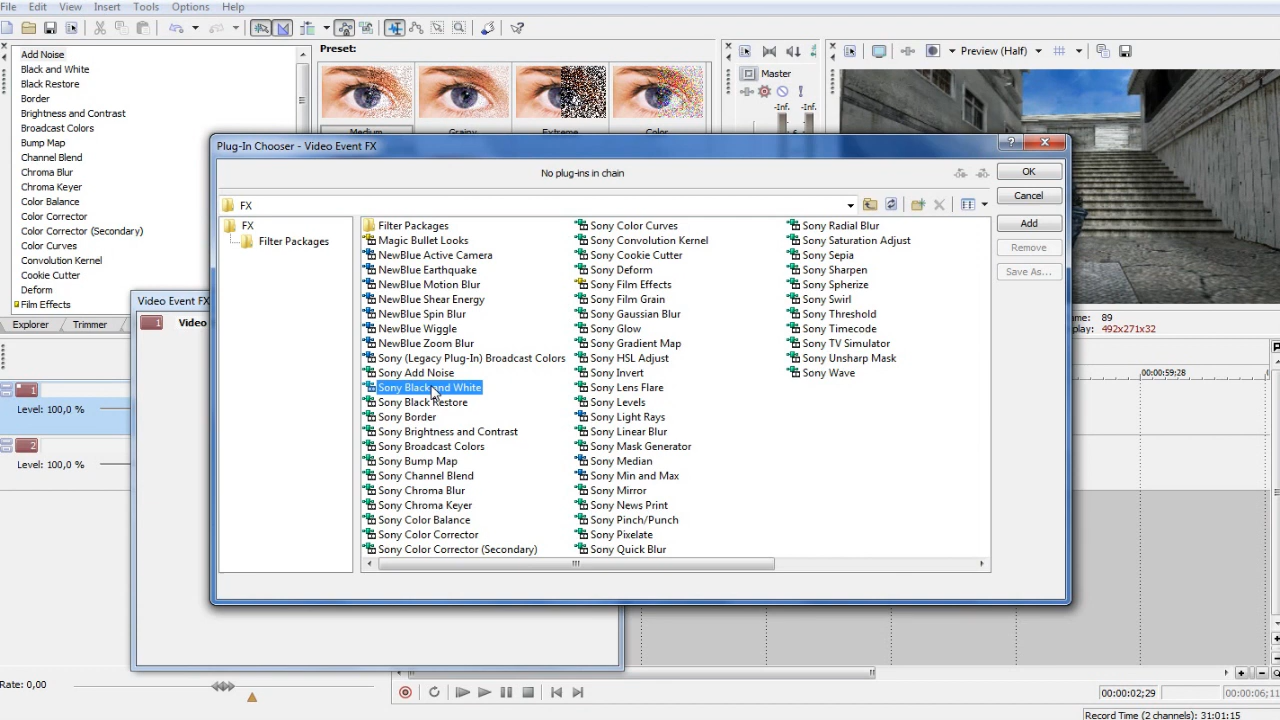 File Edit View Insert Tools Options Help
Add Noise
Black and White
Black Restore
Border
Brightness and Contrast
Broadcast Colors
Bump Map
Channel Blend
Chroma Blur
Chroma Keyer
Color Balance
Color Corrector
Color Corrector (Secondary)
Color Curves
Convolution Kernel
Cookie Cutter
Deform
Film Effects
Explorer
Trimmer
Preset:
Medium
Grainy
Extreme
Color
Master
-Inf.
-Inf.
Preview (Half)
Plug-In Chooser - Video Event FX
No plug-ins in chain
OK
Cancel
Add
Remove
Save As...
FX
FX
Filter Packages
Filter Packages
Magic Bullet Looks
NewBlue Active Camera
NewBlue Earthquake
NewBlue Motion Blur
NewBlue Shear Energy
NewBlue Spin Blur
NewBlue Wiggle
NewBlue Zoom Blur
Sony (Legacy Plug-In) Broadcast Colors
Sony Add Noise
Sony Black and White
Sony Black Restore
Sony Border
Sony Brightness and Contrast
Sony Broadcast Colors
Sony Bump Map
Sony Channel Blend
Sony Chroma Blur
Sony Chroma Keyer
Sony Color Balance
Sony Color Corrector
Sony Color Corrector (Secondary)
Sony Color Curves
Sony Convolution Kernel
Sony Cookie Cutter
Sony Deform
Sony Film Effects
Sony Film Grain
Sony Gaussian Blur
Sony Glow
Sony Gradient Map
Sony HSL Adjust
Sony Invert
Sony Lens Flare
Sony Levels
Sony Light Rays
Sony Linear Blur
Sony Mask Generator
Sony Median
Sony Min and Max
Sony Mirror
Sony News Print
Sony Pinch/Punch
Sony Pixelate
Sony Quick Blur
Sony Radial Blur
Sony Saturation Adjust
Sony Sepia
Sony Sharpen
Sony Spherize
Sony Swirl
Sony Threshold
Sony Timecode
Sony TV Simulator
Sony Unsharp Mask
Sony Wave
Video Event FX
1 Video
1
Level: 100,0 %
2
Level: 100,0 %
Rate: 0,00
me: 89
play: 492x271x32
00:00:59:28
00:00:02;29
00:00:06;11
Record Time (2 channels): 31:01:15